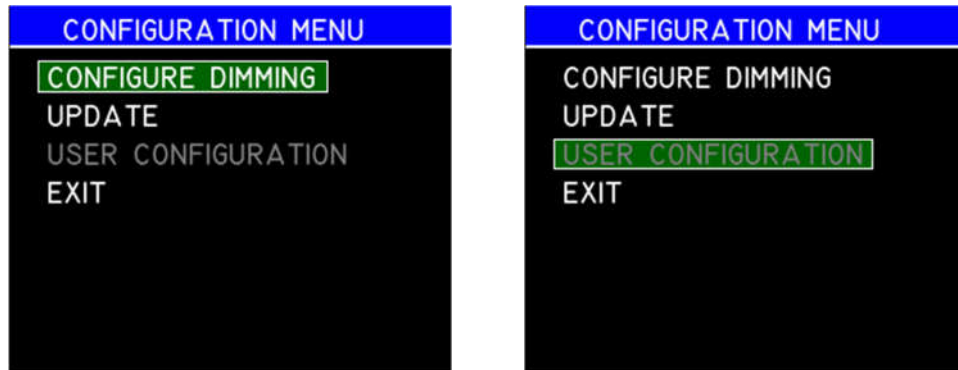 CONFIGURATION MENU
CONFIGURE DIMMING
UPDATE
USER CONFIGURATION
EXIT
CONFIGURATION MENU
CONFIGURE DIMMING
UPDATE
USER CONFIGURATION
EXIT